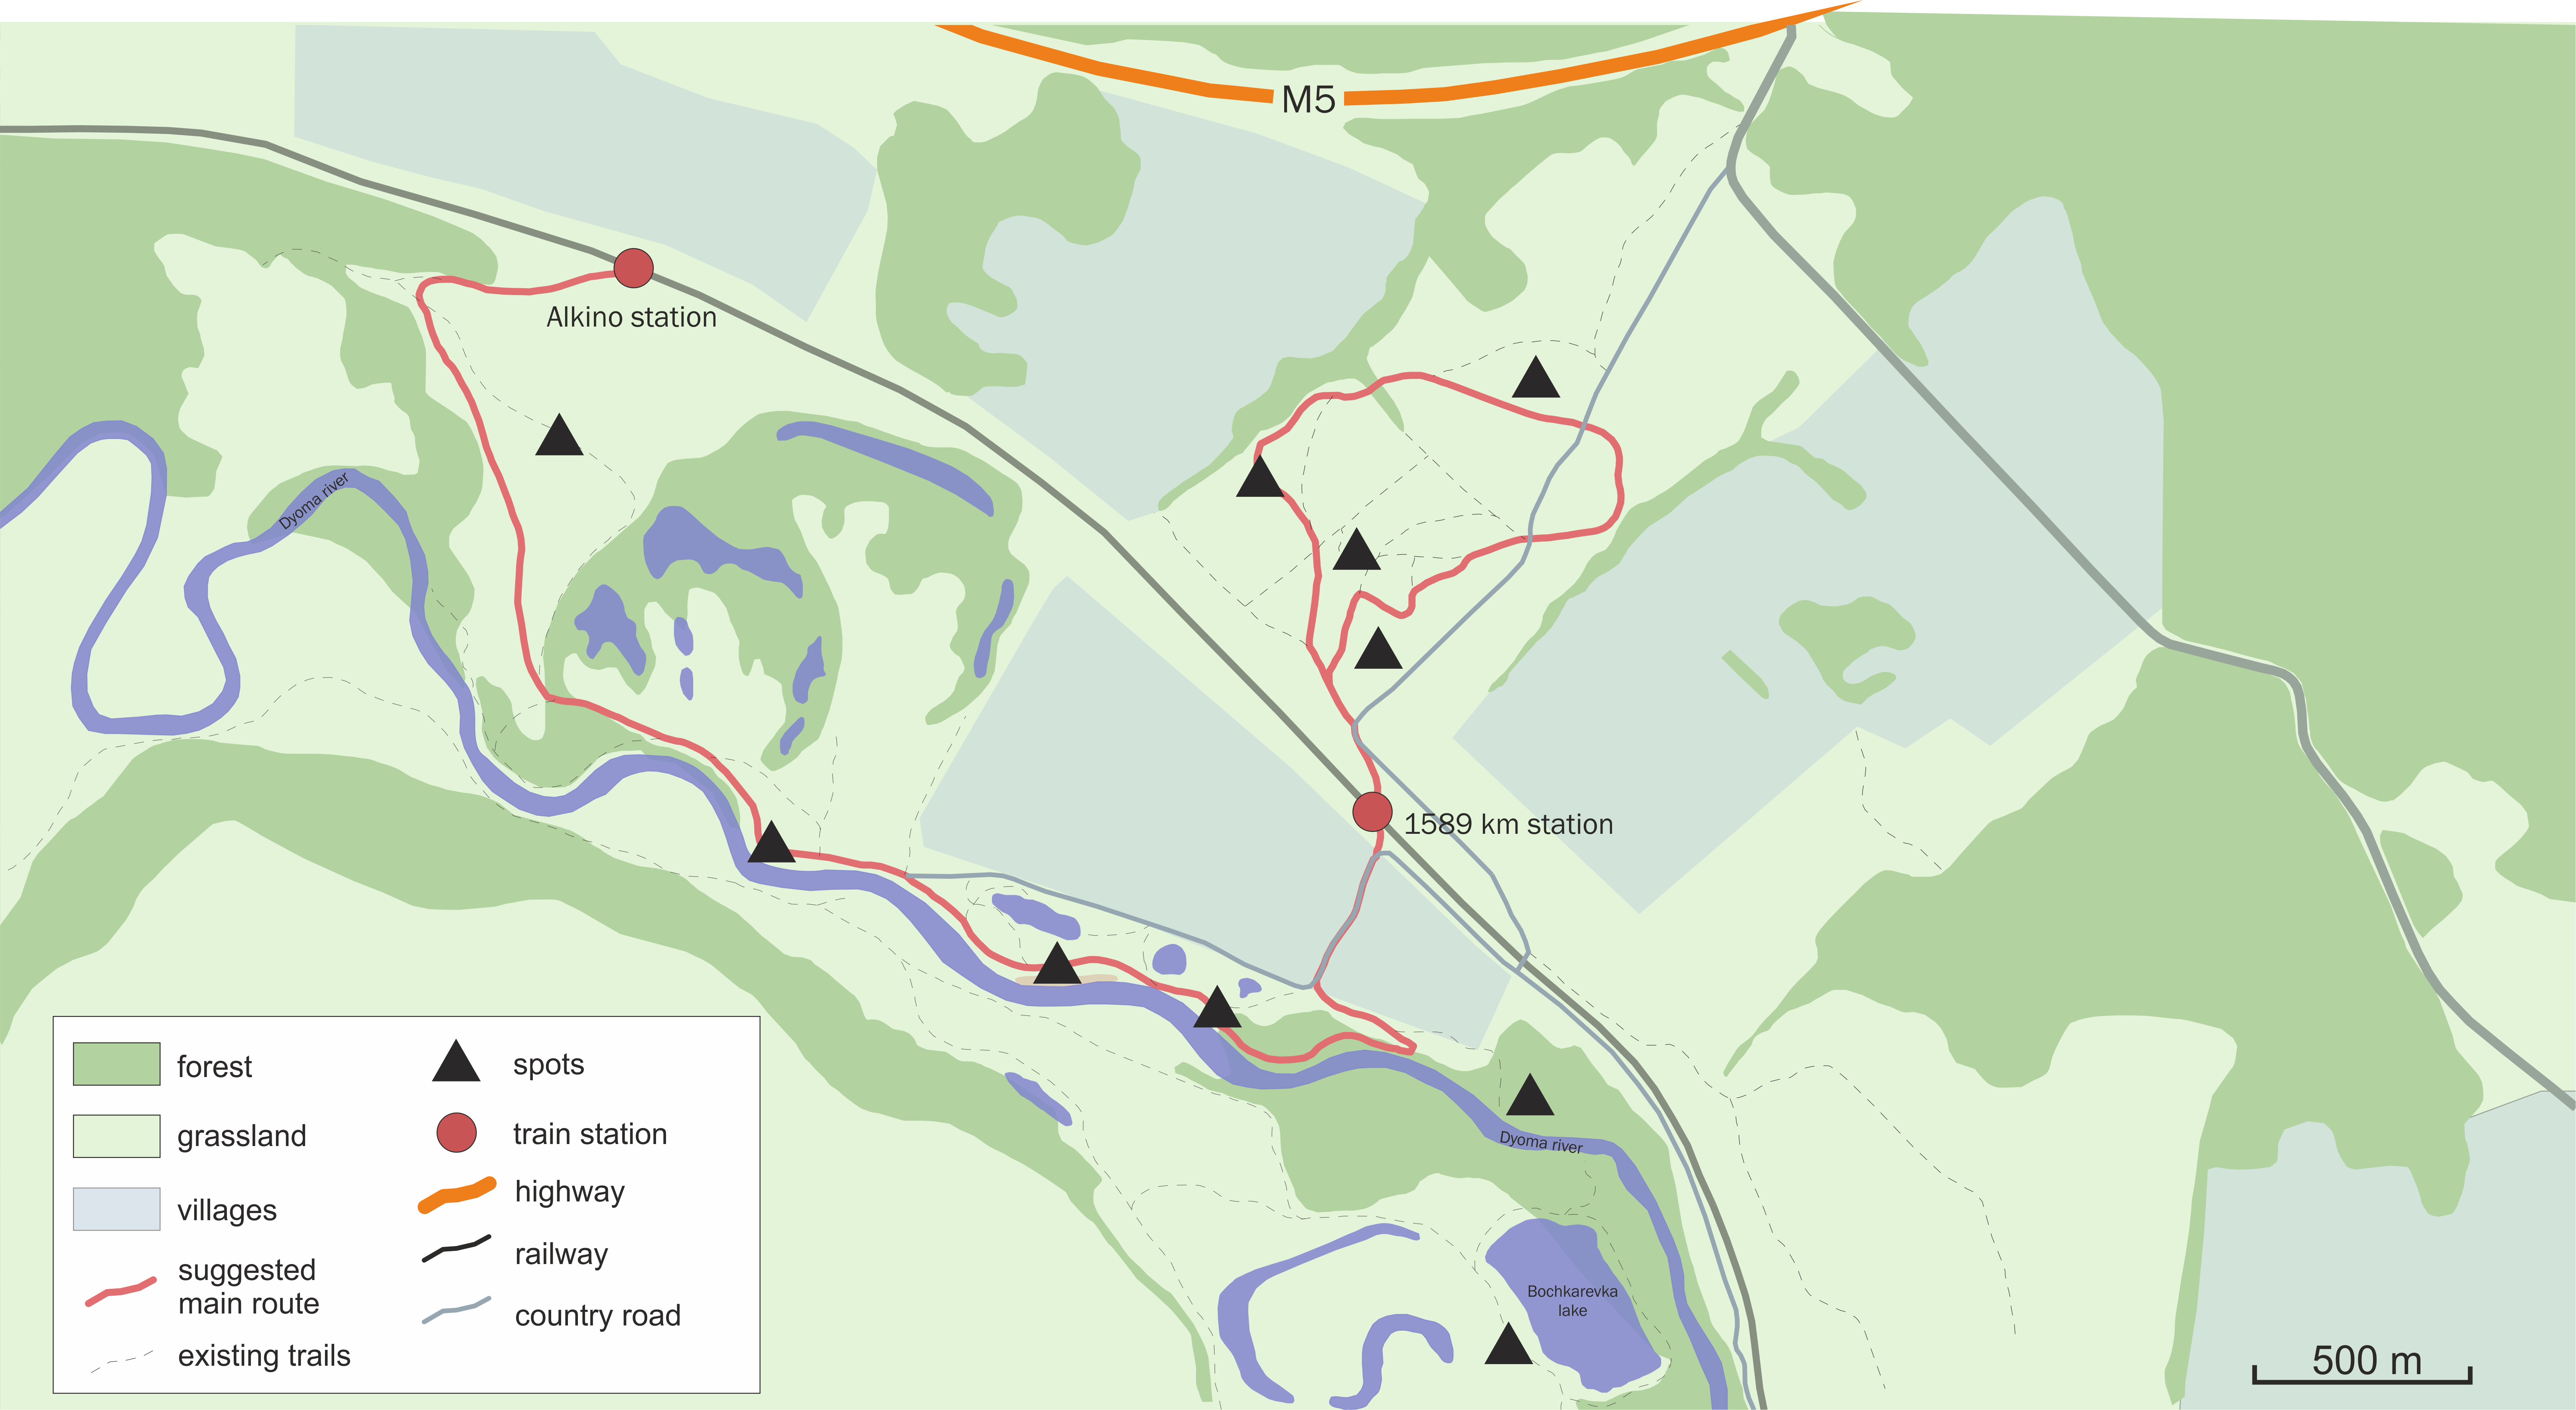 M5
Alkino station
Dyoma river
1589 km station
Dyoma river
Bochkarevka
lake
forest
grassland
villages
suggested
main route
existing trails
spots
train station
highway
railway
country road
500 m